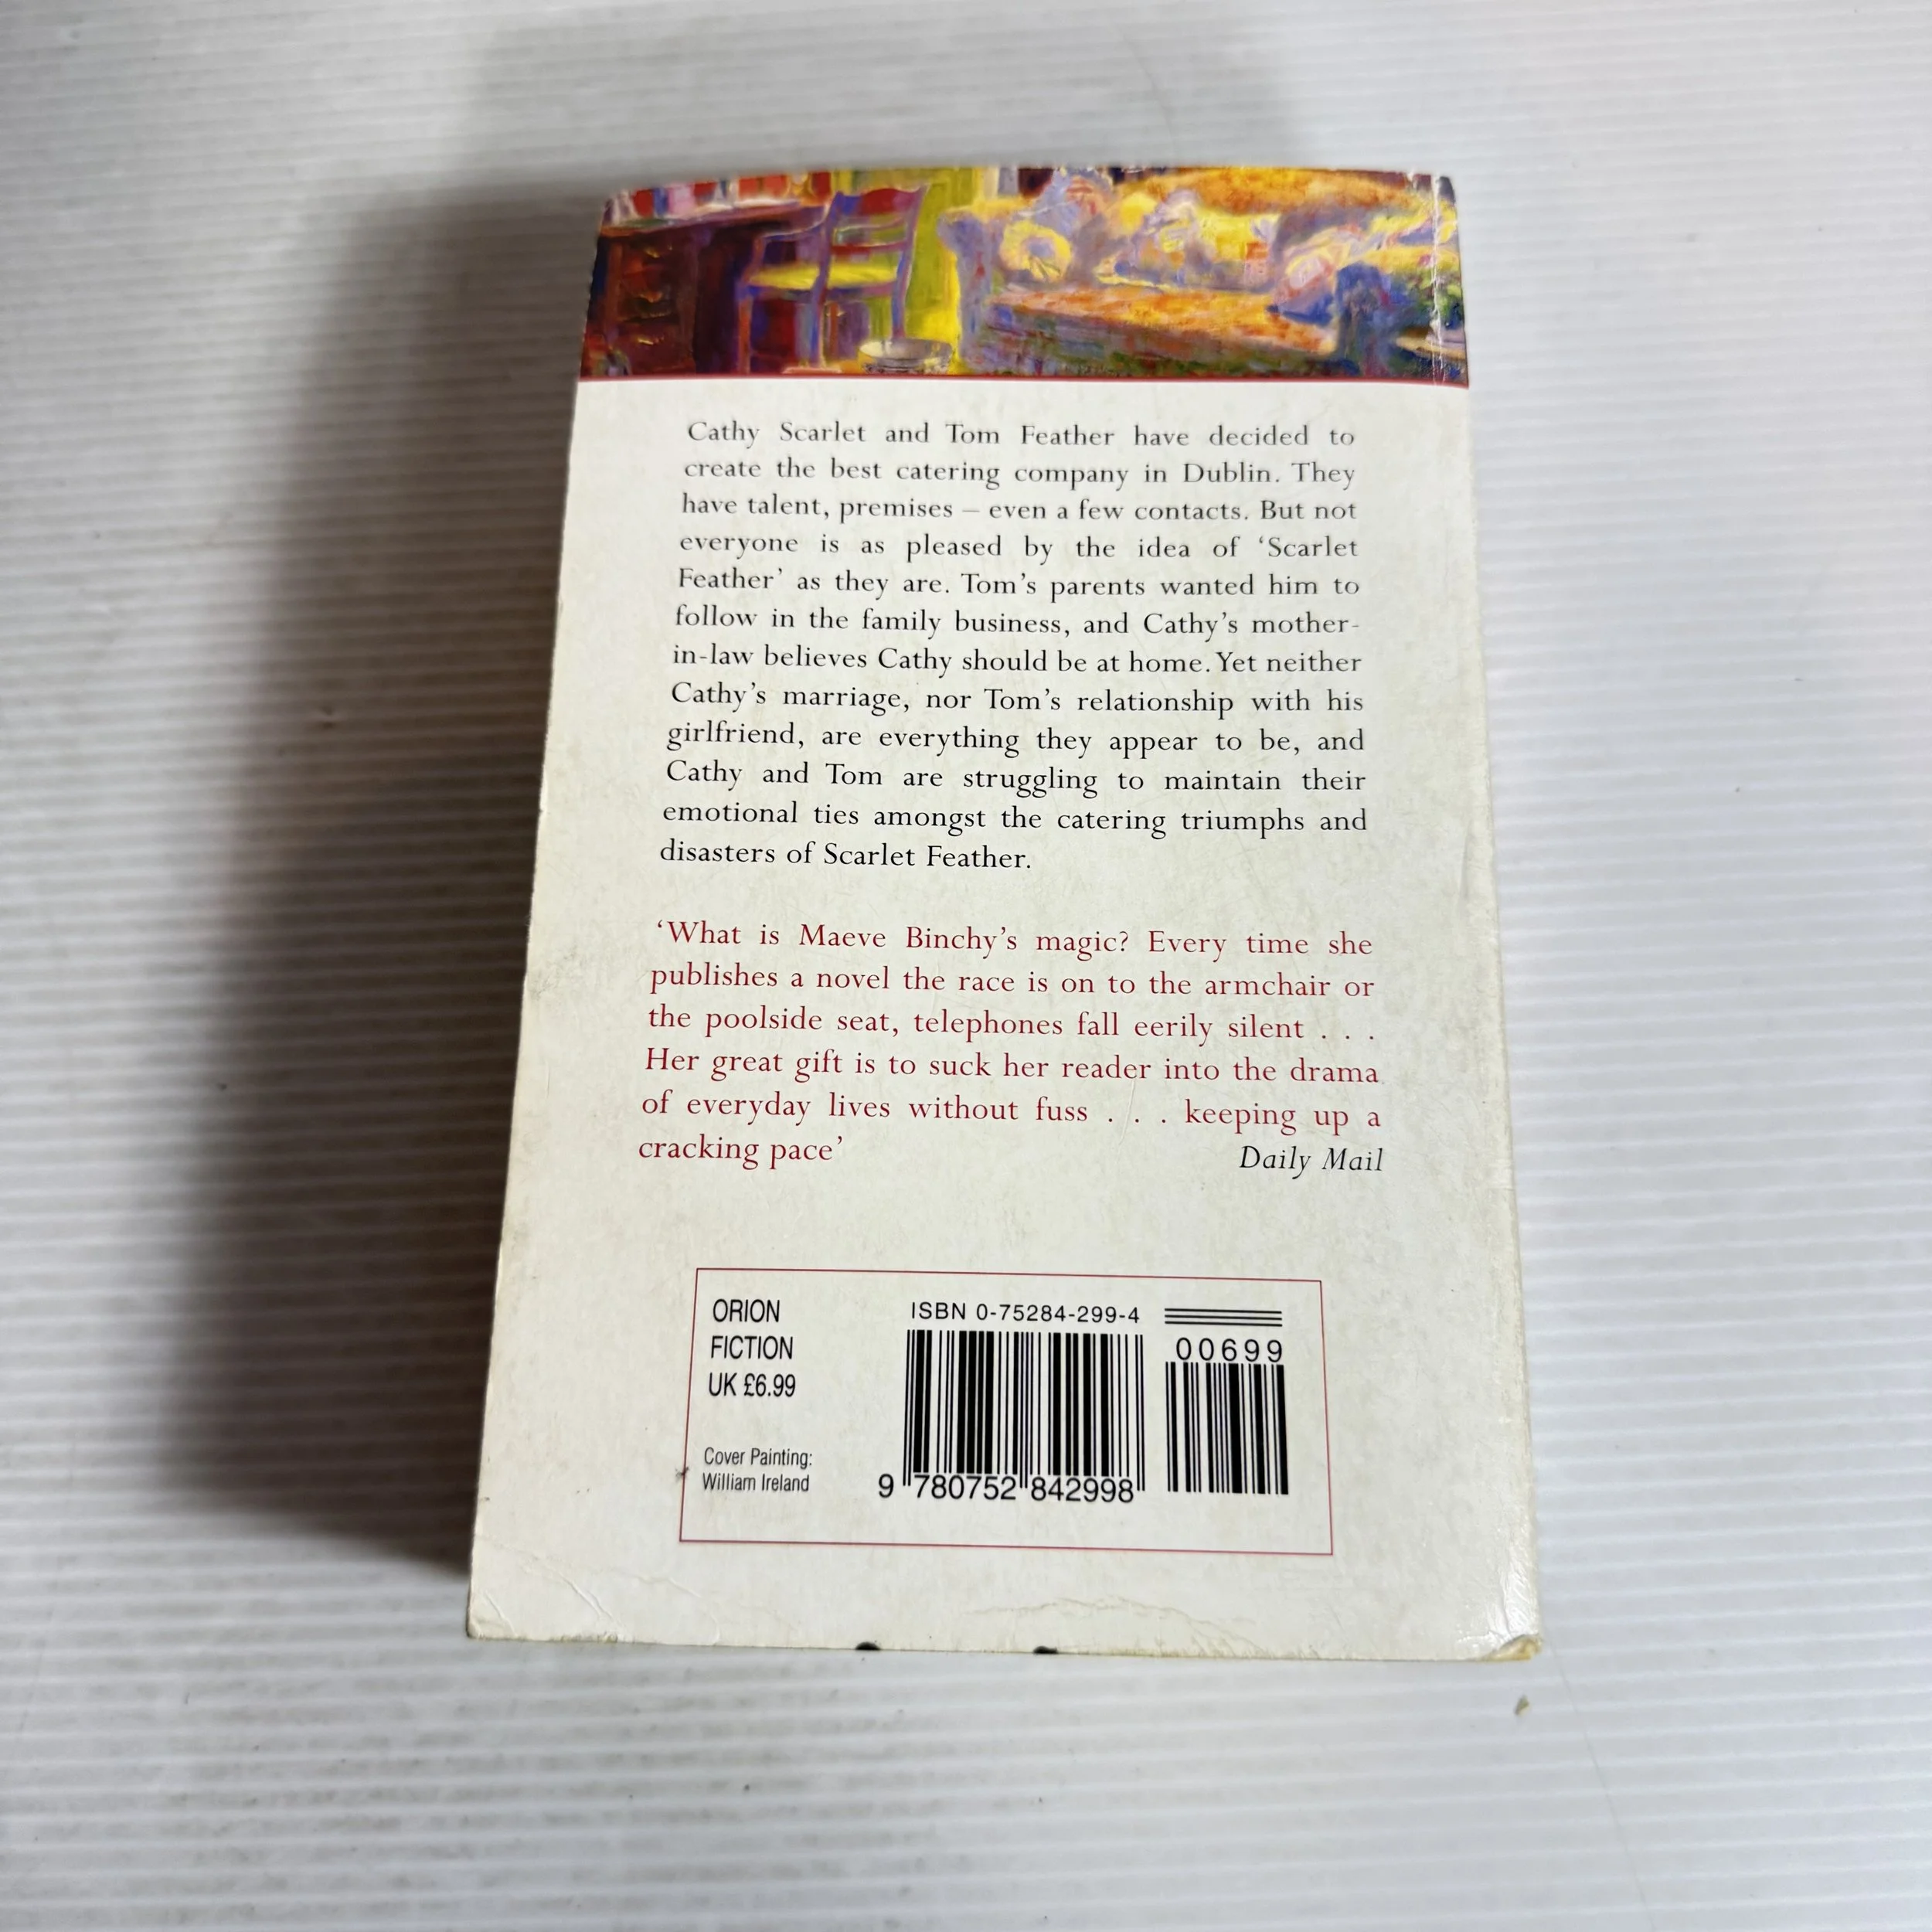 Cathy Scarlet and Tom Feather have decided to
create the best catering company in Dublin. They
have talent, premises – even a few contacts. But not
everyone is as pleased by the idea of ‘Scarlet
Feather’ as they are. Tom’s parents wanted him to
follow in the family business, and Cathy’s mother-
in-law believes Cathy should be at home. Yet neither
Cathy’s marriage, nor Tom’s relationship with his
girlfriend, are everything they appear to be, and
Cathy and Tom are struggling to maintain their
emotional ties amongst the catering triumphs and
disasters of Scarlet Feather.
‘What is Maeve Binchy’s magic? Every time she
publishes a novel the race is on to the armchair or
the poolside seat, telephones fall eerily silent . . .
Her great gift is to suck her reader into the drama
of everyday lives without fuss . . . keeping up a
cracking pace’ Daily Mail
ORION
FICTION
UK £6.99
Cover Painting:
William Ireland
ISBN 0-75284-299-4
00699
9 780752 842998